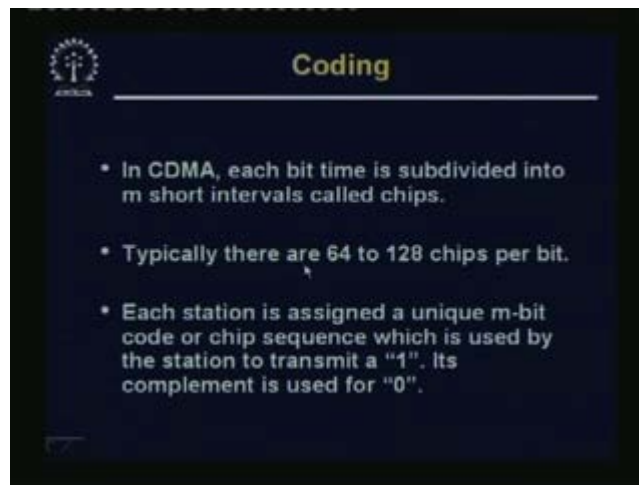 Coding
• In CDMA, each bit time is subdivided into
m short intervals called chips.
• Typically there are 64 to 128 chips per bit.
• Each station is assigned a unique m-bit
code or chip sequence which is used by
the station to transmit a “1”. Its
complement is used for “0”.